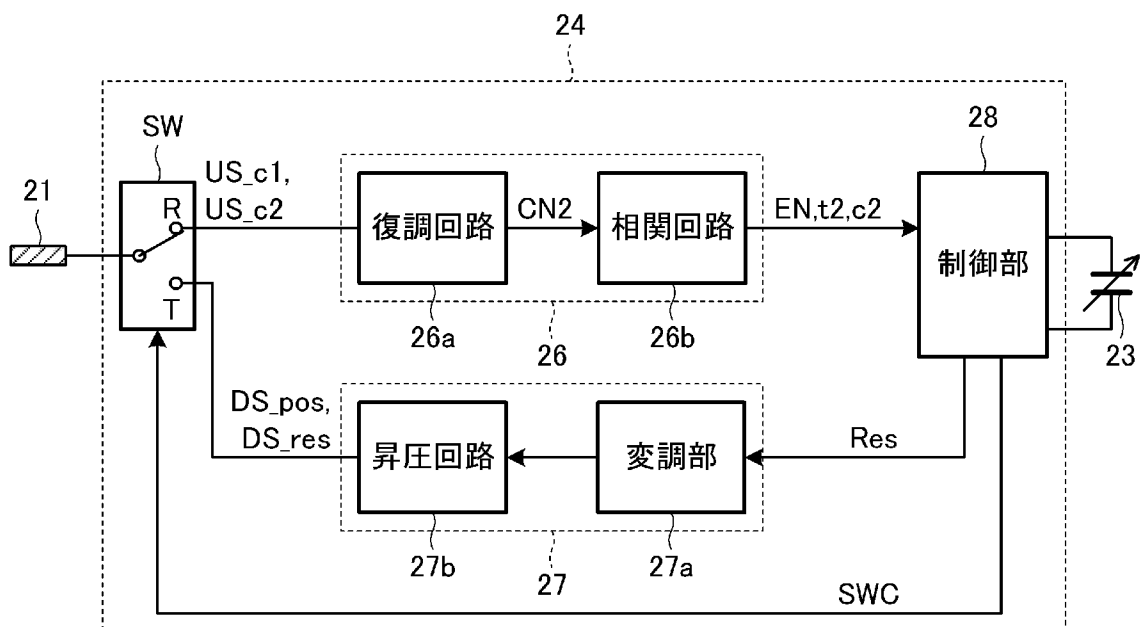 24
SW
28
21
R
US_c1,
US_c2
復調回路
CN2
相関回路
EN,t2,c2
制御部
T
26a
26
26b
23
DS_pos,
DS_res
昇圧回路
変調部
Res
27b
27
27a
SWC